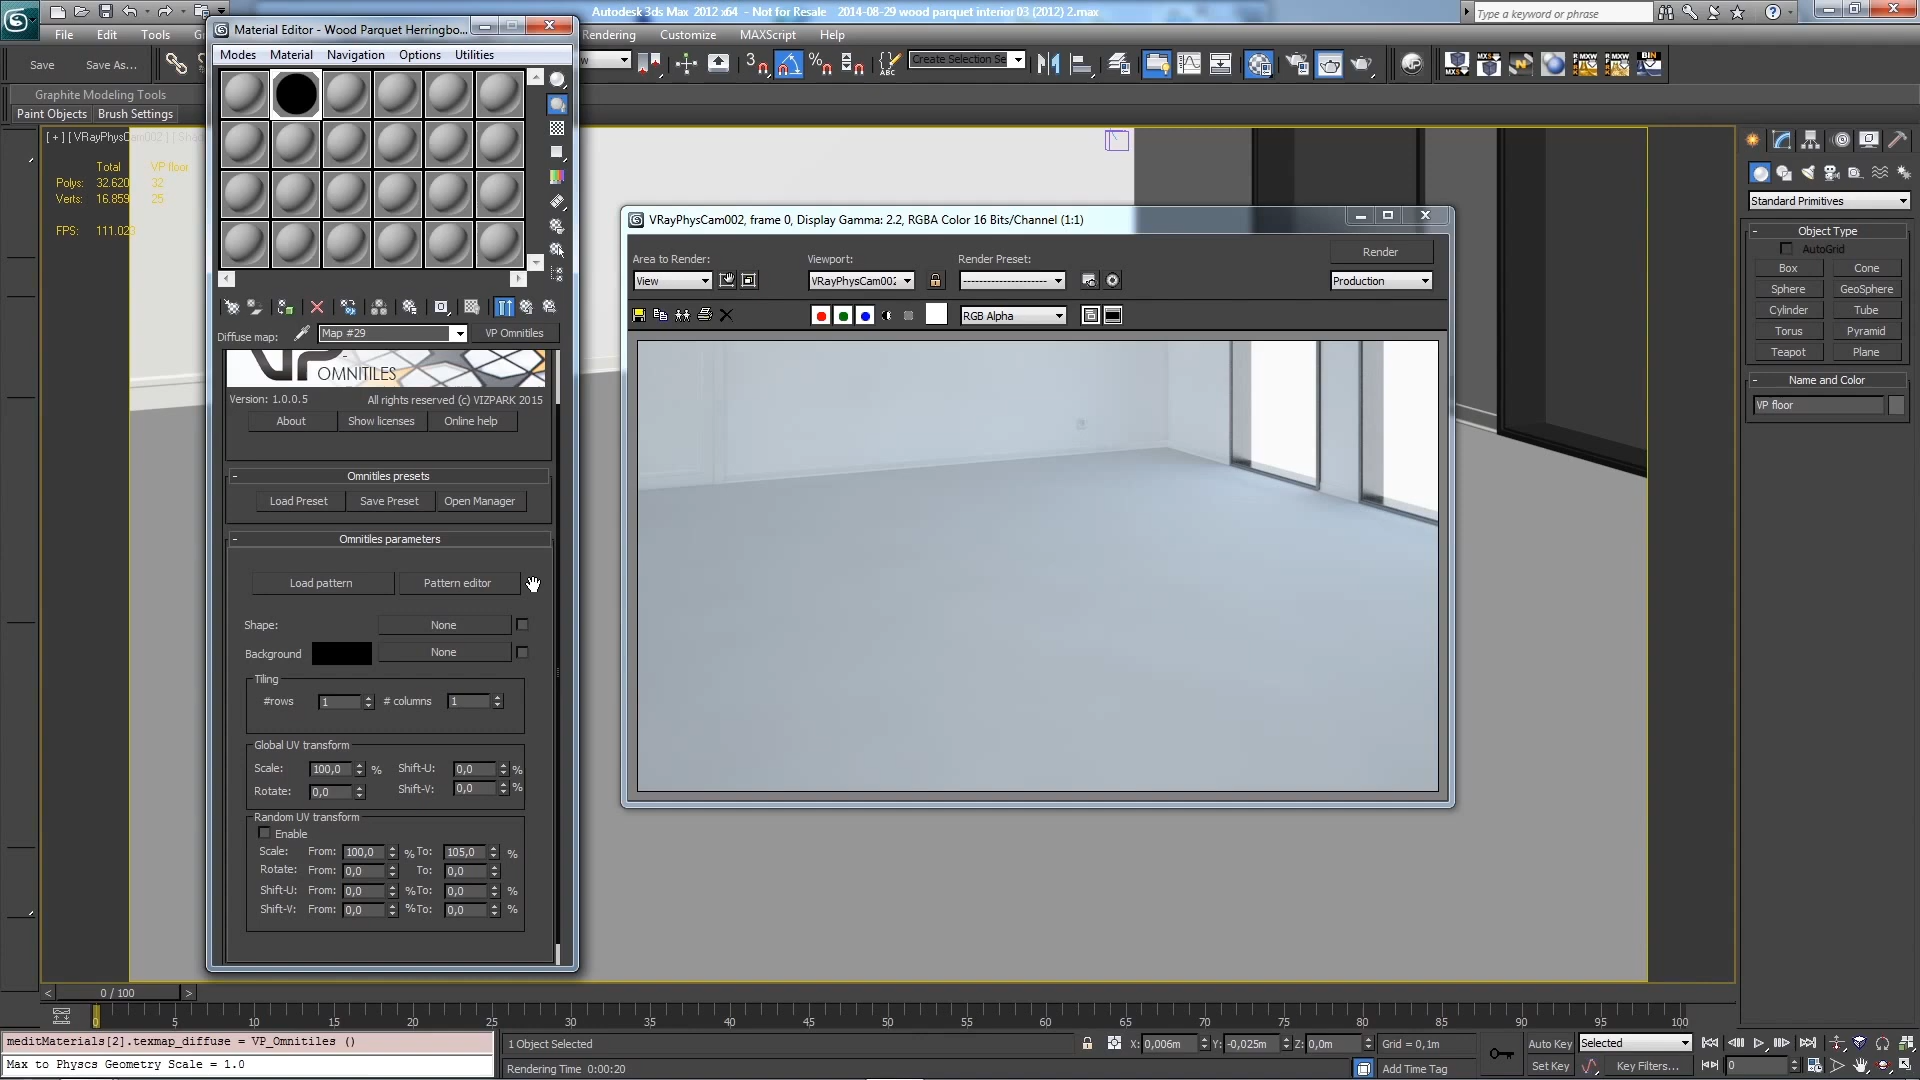 Autodesk 3ds Max 2012 x64 - Not for Resale 2014-08-29 wood parquet interior 03 (2012) 2.max
Type a keyword or phrase
File Edit Tools Rendering Customize MAXScript Help
Save Save As...
Create Selection Se
Graphite Modeling Tools
Paint Objects Brush Settings
[ + ] [ VRayPhysCam002 ]
Total VP floor
Polys: 32.620 32
Verts: 16.859 25
FPS:
Material Editor - Wood Parquet Herringbo...
Modes Material Navigation Options Utilities
Diffuse map: Map #29 VP Omnitiles
VP
OMNITILES
Version: 1.0.0.5 All rights reserved (c) VIZPARK 2015
About Show licenses Online help
- Omnitiles presets
Load Preset Save Preset Open Manager
- Omnitiles parameters
Load pattern Pattern editor
Shape: None
Background None
Tiling
#rows 1 # columns 1
Global UV transform
Scale: 100,0 % Shift-U: 0,0 %
Rotate: 0,0 Shift-V: 0,0 %
Random UV transform
Enable
Scale: From: 100,0 % To: 105,0 %
Rotate: From: 0,0 To: 0,0
Shift-U: From: 0,0 % To: 0,0 %
Shift-V: From: 0,0 % To: 0,0 %
VRayPhysCam002, frame 0, Display Gamma: 2.2, RGBA Color 16 Bits/Channel (1:1)
Area to Render: Viewport: Render Preset: Render
View VRayPhysCam002 -------------------- Production
RGB Alpha
Standard Primitives
- Object Type
AutoGrid
Box Cone
Sphere GeoSphere
Cylinder Tube
Torus Pyramid
Teapot Plane
- Name and Color
VP floor
< 0 / 100 >
0 5 10 15 20 25 30 35 40 45 50 55 60 65 70 75 80 85 90 95 100
meditMaterials[2].texmap_diffuse = VP_Omnitiles ()
Max to Physcs Geometry Scale = 1.0
1 Object Selected X: 0,006m Y: -0,025m Z: 0,0m Grid = 0,1m Auto Key Selected
Rendering Time 0:00:20 Add Time Tag Set Key Key Filters... 0